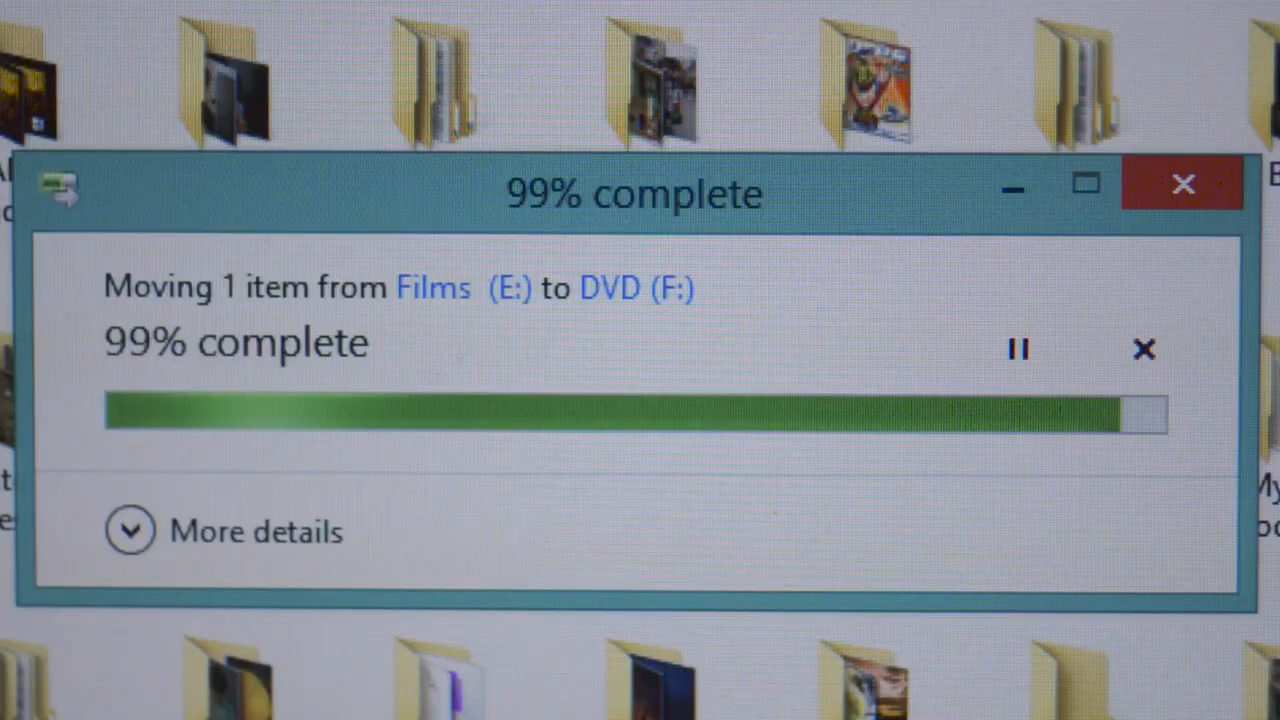 99% complete
Moving 1 item from Films (E:) to DVD (F:)
99% complete
More details